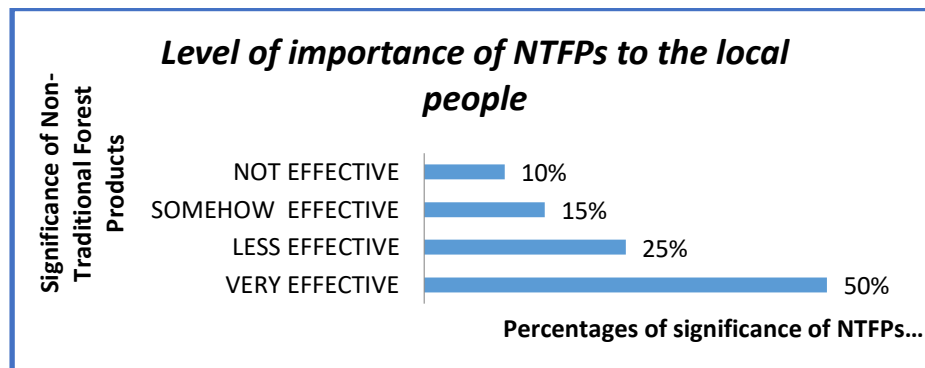 Level of importance of NTFPs to the local
people
Significance of Non-
Traditional Forest
Products
NOT EFFECTIVE 10%
SOMEHOW EFFECTIVE 15%
LESS EFFECTIVE 25%
VERY EFFECTIVE 50%
Percentages of significance of NTFPs…